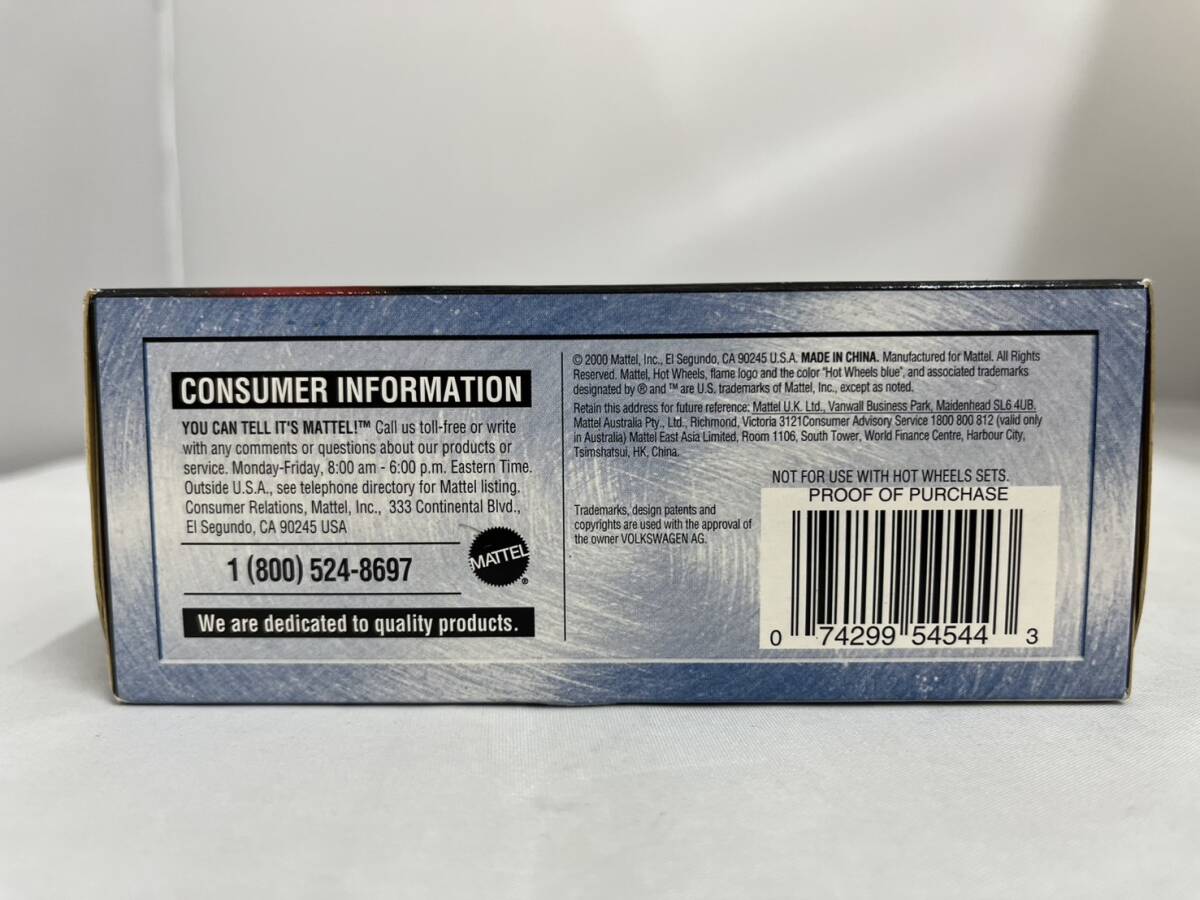 CONSUMER INFORMATION
YOU CAN TELL IT'S MATTEL!™ Call us toll-free or write
with any comments or questions about our products or
service. Monday-Friday, 8:00 am - 6:00 p.m. Eastern Time.
Outside U.S.A., see telephone directory for Mattel listing.
Consumer Relations, Mattel, Inc., 333 Continental Blvd.,
El Segundo, CA 90245 USA
1 (800) 524-8697
MATTEL®
We are dedicated to quality products.
© 2000 Mattel, Inc., El Segundo, CA 90245 U.S.A. MADE IN CHINA. Manufactured for Mattel. All Rights
Reserved. Mattel, Hot Wheels, flame logo and the color "Hot Wheels blue", and associated trademarks
designated by ® and ™ are U.S. trademarks of Mattel, Inc., except as noted.
Retain this address for future reference: Mattel U.K. Ltd., Vanwall Business Park, Maidenhead SL6 4UB.
Mattel Australia Pty., Ltd., Richmond, Victoria 3121Consumer Advisory Service 1800 800 812 (valid only
in Australia) Mattel East Asia Limited, Room 1106, South Tower, World Finance Centre, Harbour City,
Tsimshatsui, HK, China.
NOT FOR USE WITH HOT WHEELS SETS.
Trademarks, design patents and
copyrights are used with the approval of
the owner VOLKSWAGEN AG.
PROOF OF PURCHASE
0 74299 54544 3